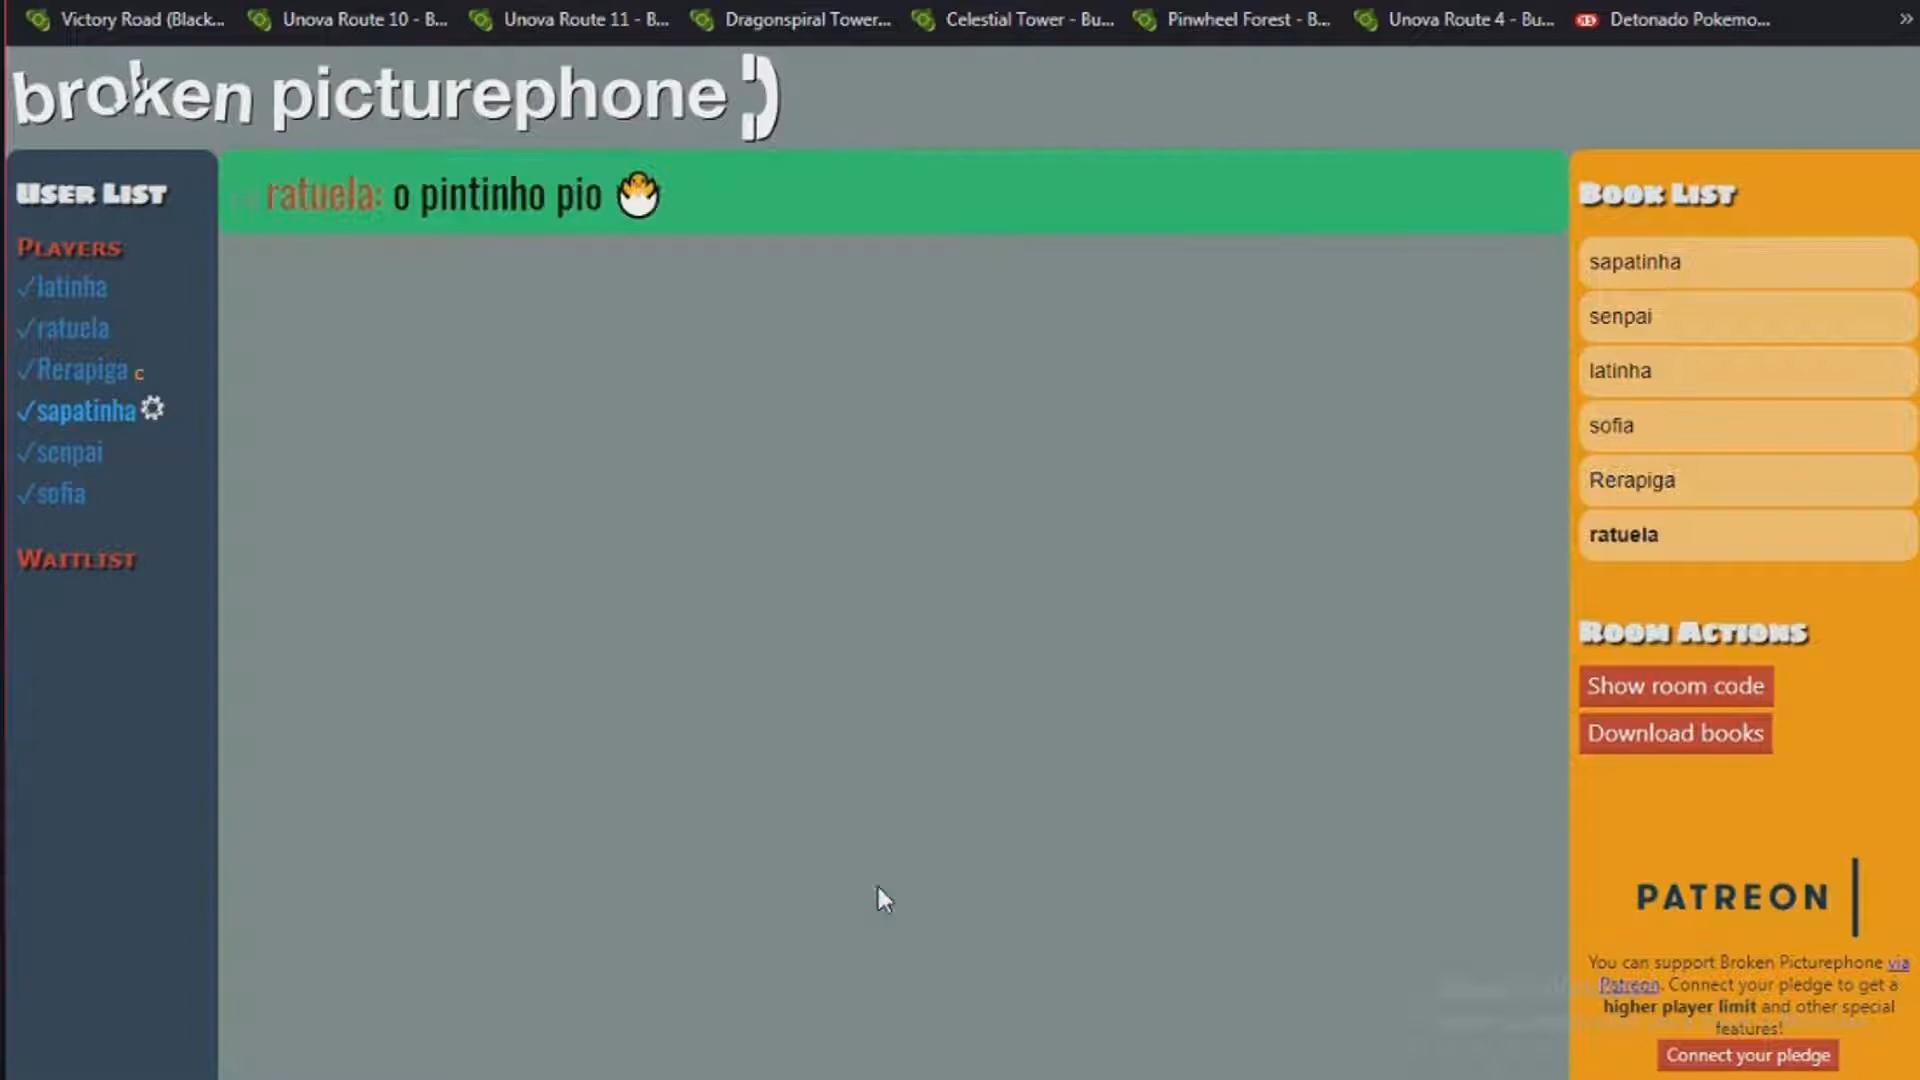 Victory Road (Black... Unova Route 10 - B... Unova Route 11 - B... Dragonspiral Tower... Celestial Tower - Bu... Pinwheel Forest - B... Unova Route 4 - Bu... Detonado Pokemo... »
broken picturephone ;)
User List
Players
✓latinha
✓ratuela
✓Rerapiga c
✓sapatinha
✓senpai
✓sofia
Waitlist
ratuela: o pintinho pio 🐣
Book List
sapatinha
senpai
latinha
sofia
Rerapiga
ratuela
Room Actions
Show room code
Download books
PATREON
You can support Broken Picturephone via
Patreon. Connect your pledge to get a
higher player limit and other special
features!
Connect your pledge